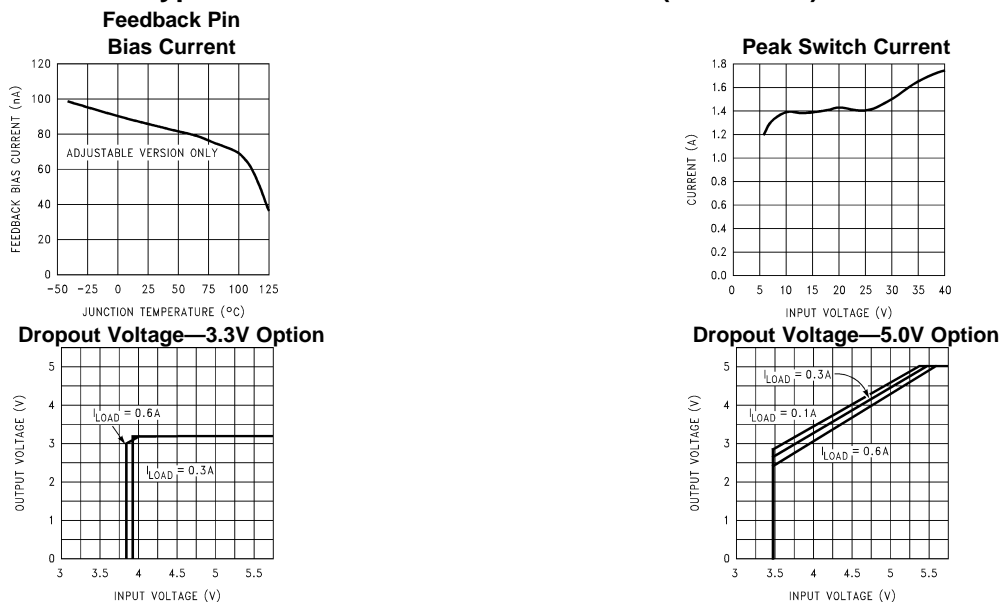 Feedback Pin
Bias Current
120
100
80
60
40
20
0
FEEDBACK BIAS CURRENT (nA)
ADJUSTABLE VERSION ONLY
-50 -25 0 25 50 75 100 125
JUNCTION TEMPERATURE (°C)
Peak Switch Current
1.8
1.6
1.4
1.2
1.0
0.8
0.6
0.4
0.2
0.0
CURRENT (A)
0 5 10 15 20 25 30 35 40
INPUT VOLTAGE (V)
Dropout Voltage—3.3V Option
5
4
3
2
1
0
OUTPUT VOLTAGE (V)
ILOAD = 0.6A
ILOAD = 0.3A
3 3.5 4 4.5 5 5.5
INPUT VOLTAGE (V)
Dropout Voltage—5.0V Option
5
4
3
2
1
0
OUTPUT VOLTAGE (V)
ILOAD = 0.3A
ILOAD = 0.1A
ILOAD = 0.6A
3 3.5 4 4.5 5 5.5
INPUT VOLTAGE (V)